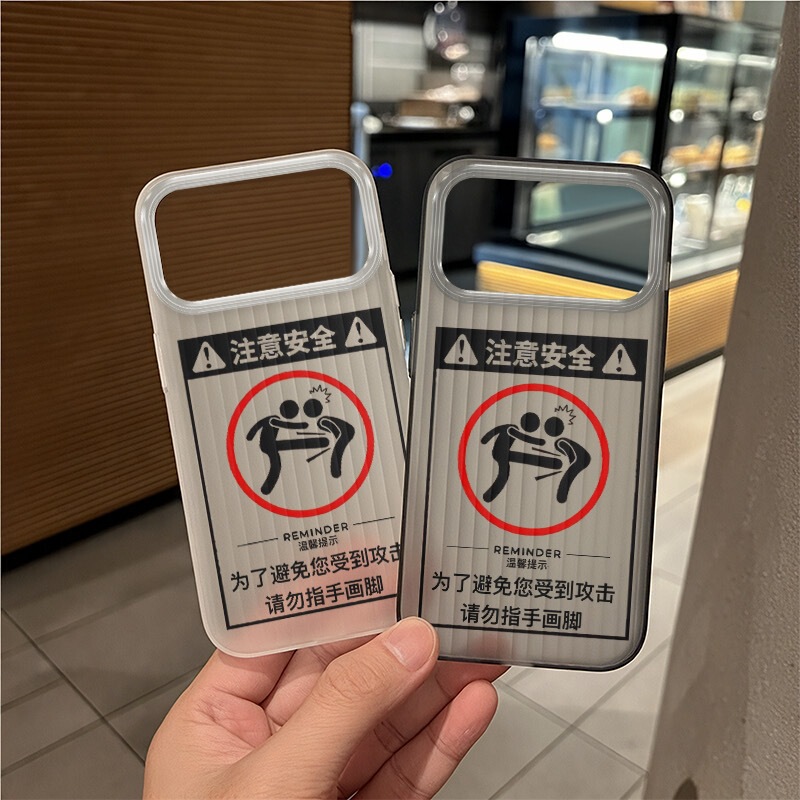 注意安全
REMINDER
温馨提示
为了避免您受到攻击
请勿指手画脚
注意安全
REMINDER
温馨提示
为了避免您受到攻击
请勿指手画脚